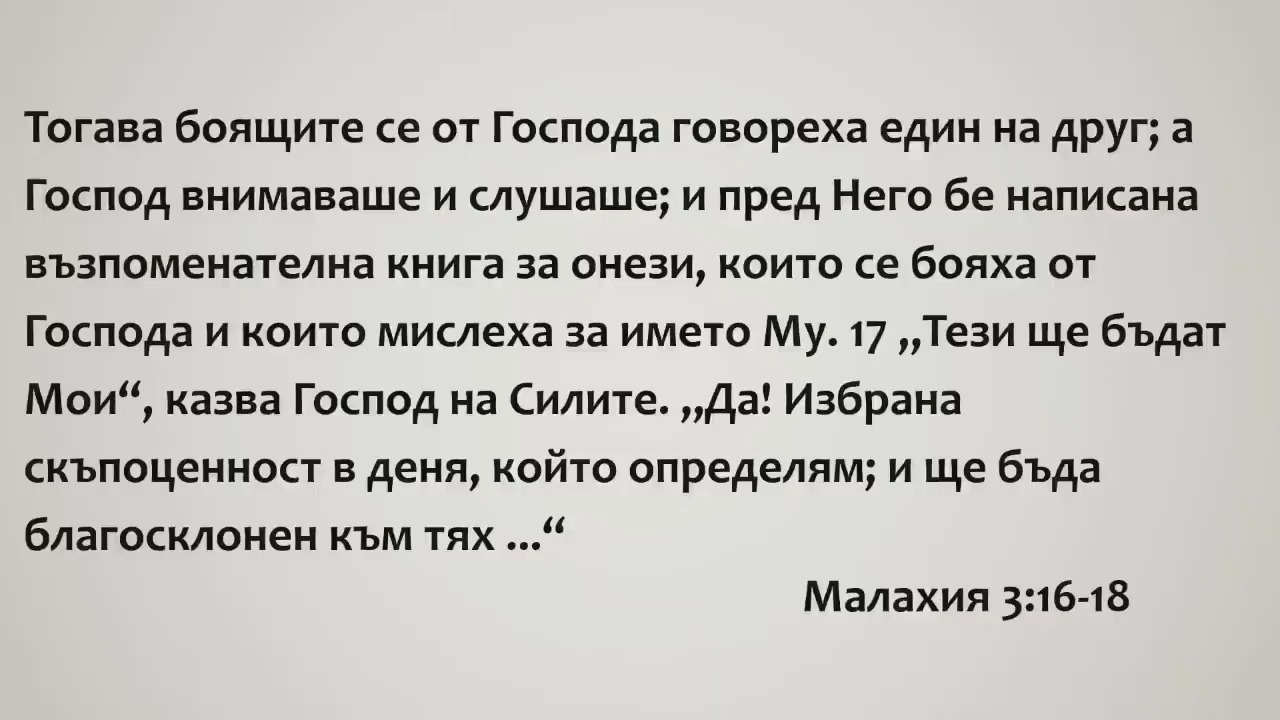 Тогава боящите се от Господа говореха един на друг; а
Господ внимаваше и слушаше; и пред Него бе написана
възпоменателна книга за онези, които се бояха от
Господа и които мислеха за името Му. 17 „Тези ще бъдат
Мои“, казва Господ на Силите. „Да! Избрана
скъпоценност в деня, който определям; и ще бъда
благосклонен към тях ...“
Малахия 3:16-18